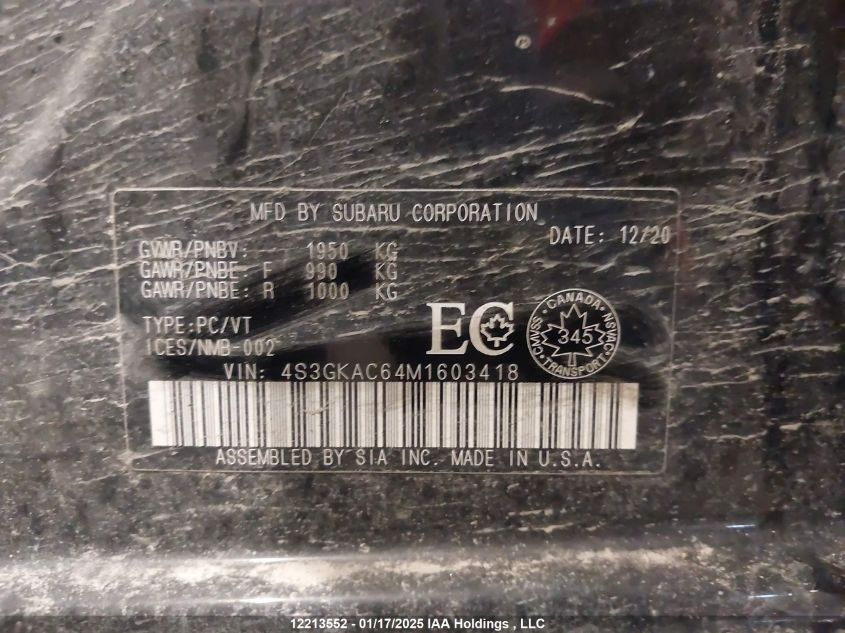 MFD BY SUBARU CORPORATION
DATE: 12/20
GVWR/PNBV: 1950 KG
GAWR/PNBE: F 990 KG
GAWR/PNBE: R 1000 KG
TYPE:PC/VT
ICES/NMB-002
EC
CANADA
CMVSS 345 NSVAC
TRANSPORT
VIN: 4S3GKAC64M1603418
ASSEMBLED BY SIA INC. MADE IN U.S.A.
12213552 - 01/17/2025 IAA Holdings , LLC